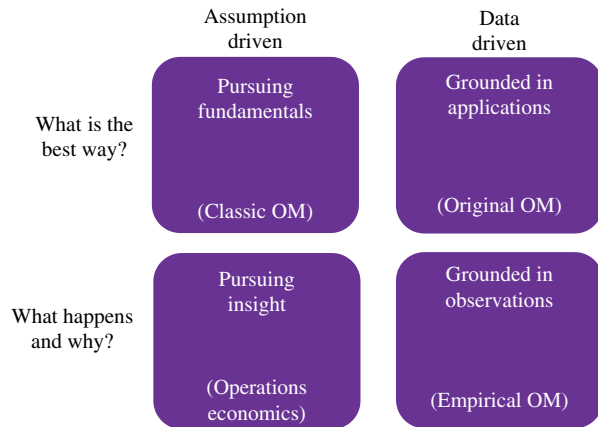 Assumption
driven
Data
driven
What is the
best way?
Pursuing
fundamentals
(Classic OM)
Grounded in
applications
(Original OM)
What happens
and why?
Pursuing
insight
(Operations
economics)
Grounded in
observations
(Empirical OM)